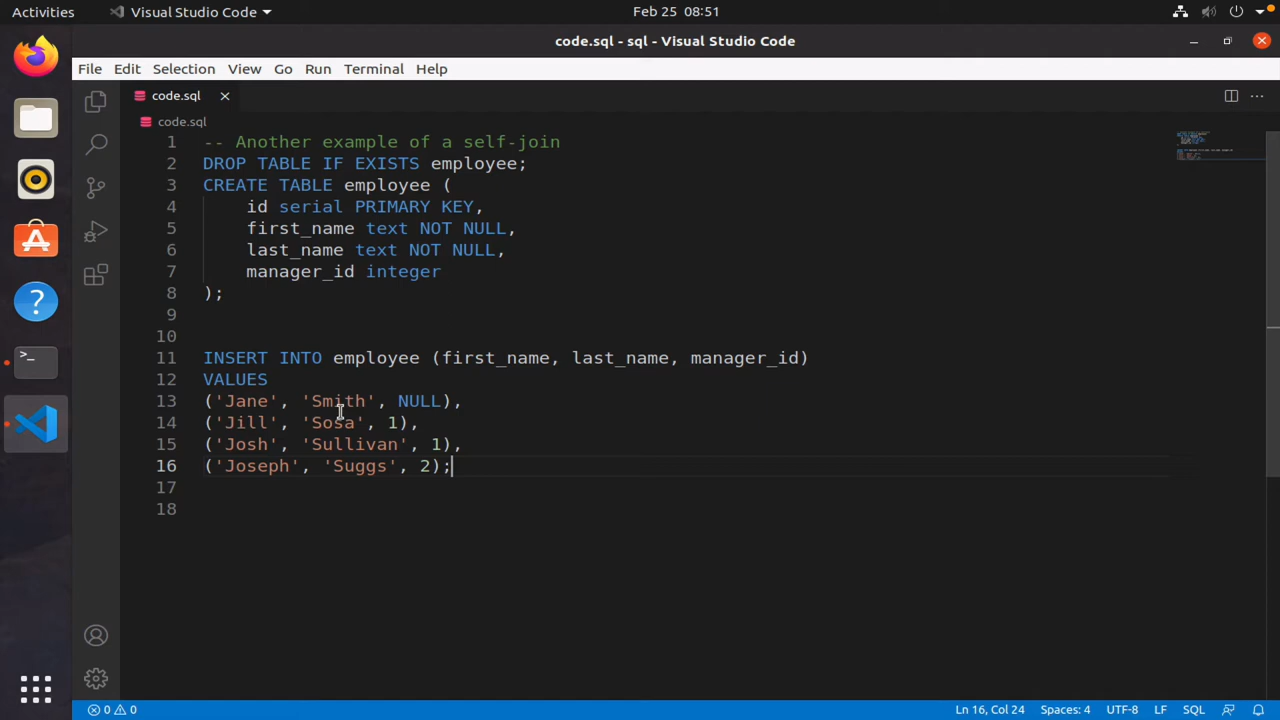 Activities Visual Studio Code Feb 25 08:51
code.sql - sql - Visual Studio Code
File Edit Selection View Go Run Terminal Help
code.sql
code.sql
1 -- Another example of a self-join
2 DROP TABLE IF EXISTS employee;
3 CREATE TABLE employee (
4 id serial PRIMARY KEY,
5 first_name text NOT NULL,
6 last_name text NOT NULL,
7 manager_id integer
8 );
9
10
11 INSERT INTO employee (first_name, last_name, manager_id)
12 VALUES
13 ('Jane', 'Smith', NULL),
14 ('Jill', 'Sosa', 1),
15 ('Josh', 'Sullivan', 1),
16 ('Joseph', 'Suggs', 2);
17
18
0 0 Ln 16, Col 24 Spaces: 4 UTF-8 LF SQL